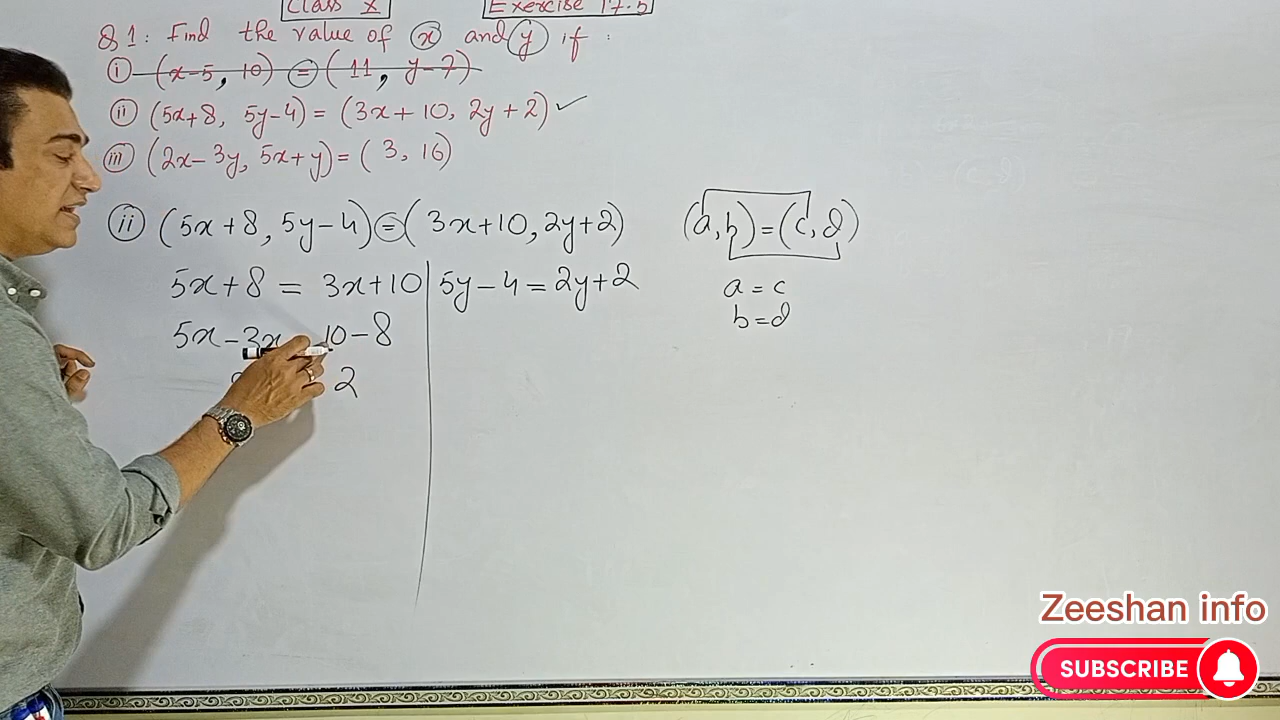 Class X Exercise 17.5
Q1: Find the value of x and y if :
i (x-5, 10) = (11, y-7)
ii (5x+8, 5y-4) = (3x+10, 2y+2) ✓
iii (2x-3y, 5x+y) = (3, 16)
ii (5x+8, 5y-4) = (3x+10, 2y+2) (a,b)=(c,d)
5x+8 = 3x+10 5y-4=2y+2 a=c
b=d
5x-3x 10-8
2
Zeeshan info
SUBSCRIBE